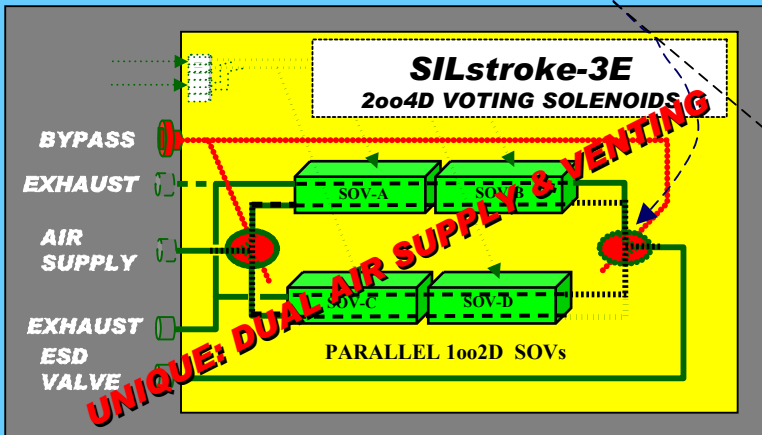 SILstroke-3E
2oo4D VOTING SOLENOIDS
BYPASS
EXHAUST
AIR
SUPPLY
EXHAUST
ESD
VALVE
SOV-A
SOV-B
SOV-C
SOV-D
PARALLEL 1oo2D SOVs
UNIQUE: DUAL AIR SUPPLY & VENTING